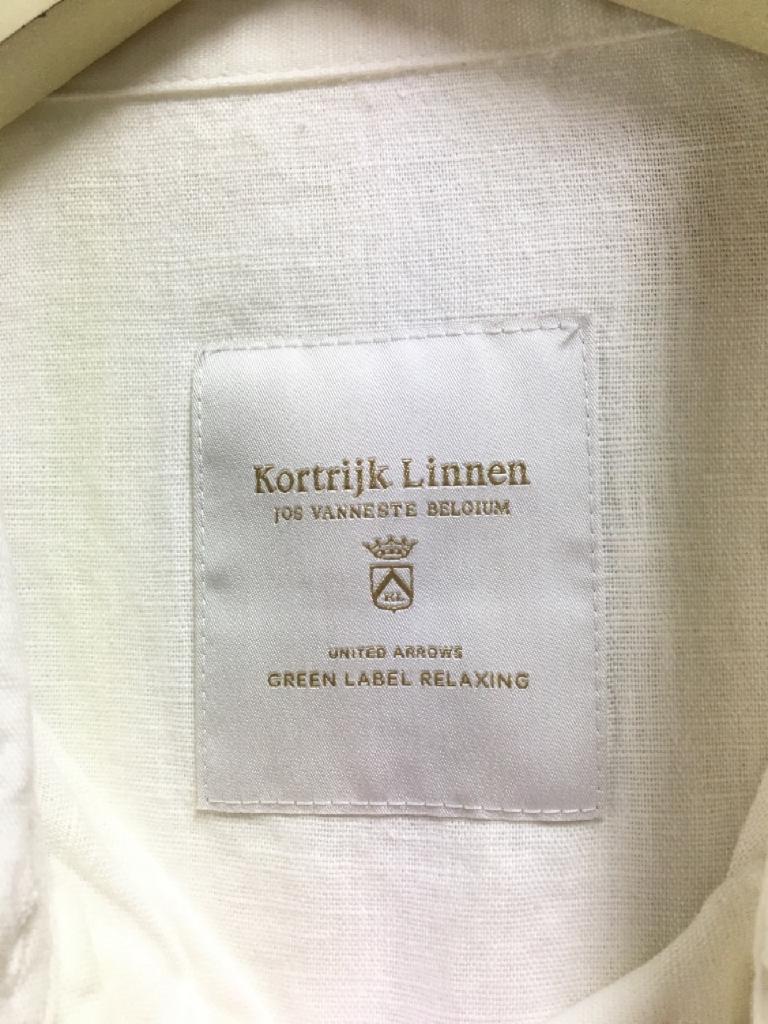 Kortrijk Linnen
JOS VANNESTE BELGIUM
KL
UNITED ARROWS
GREEN LABEL RELAXING